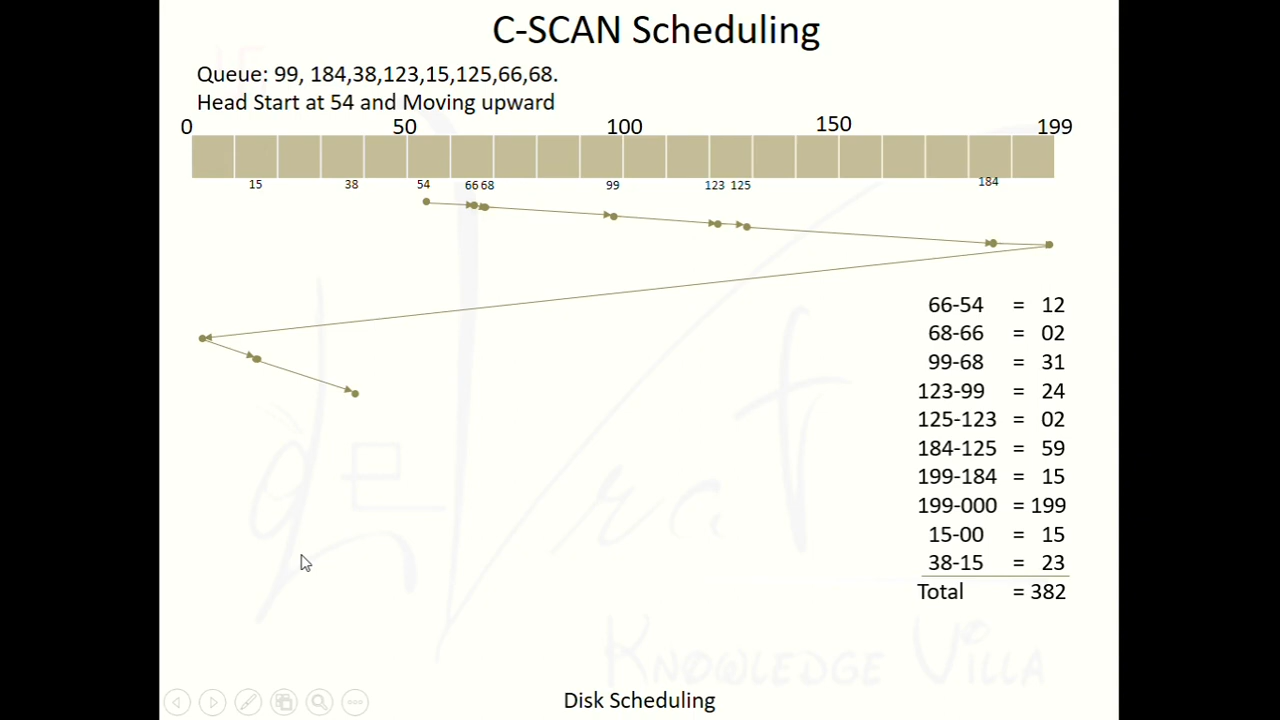 C-SCAN Scheduling
Queue: 99, 184,38,123,15,125,66,68.
Head Start at 54 and Moving upward
0 50 100 150 199
15 38 54 66 68 99 123 125 184
66-54 = 12
68-66 = 02
99-68 = 31
123-99 = 24
125-123 = 02
184-125 = 59
199-184 = 15
199-000 = 199
15-00 = 15
38-15 = 23
Total = 382
Knowledge Villa
Disk Scheduling